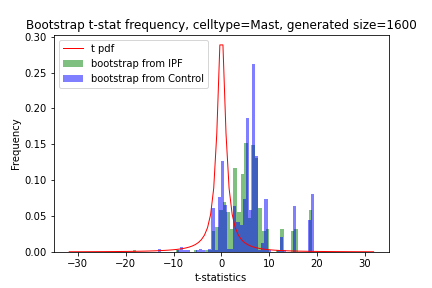 Bootstrap t-stat frequency, celltype=Mast, generated size=1600
t pdf
bootstrap from IPF
bootstrap from Control
Frequency
0.30
0.25
0.20
0.15
0.10
0.05
0.00
−30
−20
−10
0
10
20
30
t-statistics